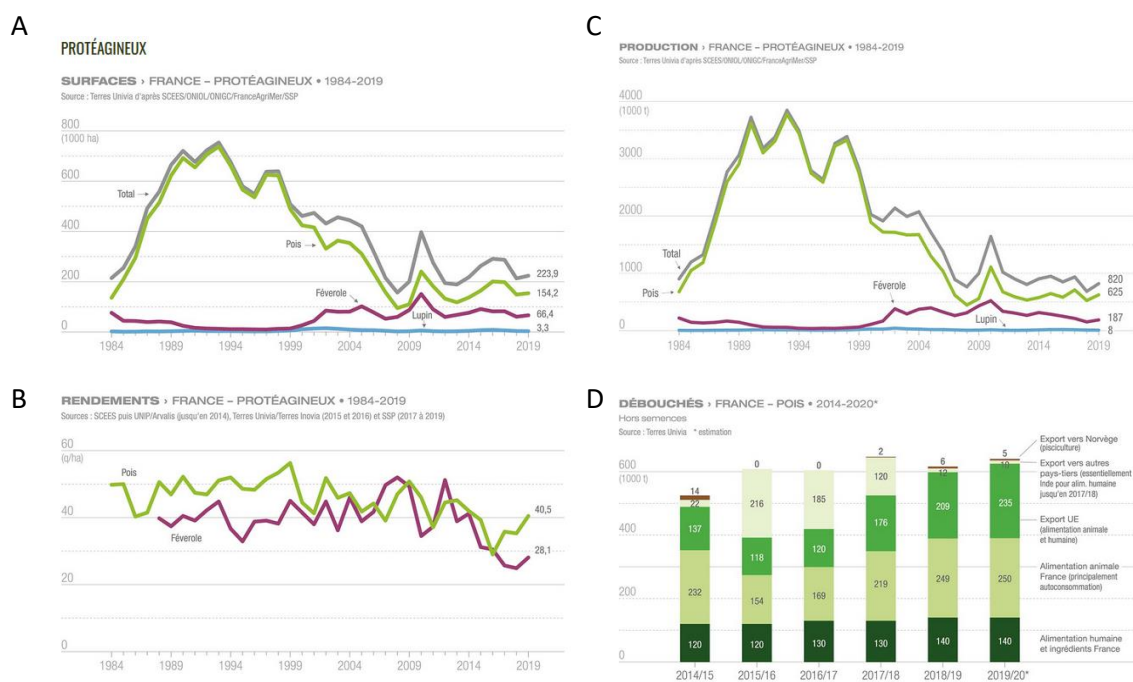 A
PROTÉAGINEUX
SURFACES › FRANCE – PROTÉAGINEUX • 1984-2019
Source : Terres Univia d'après SCEES/ONIOL/ONIGC/FranceAgriMer/SSP
800
(1000 ha)
600
400
200
0
Total
Pois
Féverole
Lupin
223,9
154,2
66,4
3,3
1984 1989 1994 1999 2004 2009 2014 2019
C
PRODUCTION › FRANCE – PROTÉAGINEUX • 1984-2019
Source : Terres Univia d'après SCEES/ONIOL/ONIGC/FranceAgriMer/SSP
4000
(1000 t)
3000
2000
1000
0
Total
Pois
Féverole
Lupin
820
625
187
8
1984 1989 1994 1999 2004 2009 2014 2019
B
RENDEMENTS › FRANCE – PROTÉAGINEUX • 1984-2019
Sources : SCEES puis UNIP/Arvalis (jusqu'en 2014), Terres Univia/Terres Inovia (2015 et 2016) et SSP (2017 à 2019)
60
(q/ha)
40
20
0
Pois
Féverole
40,5
28,1
1984 1989 1994 1999 2004 2009 2014 2019
D
DÉBOUCHÉS › FRANCE – POIS • 2014-2020*
Hors semences
Source : Terres Univia * estimation
600
(1000 t)
400
200
0
14
22
137
232
120
0
216
118
154
120
0
185
120
169
130
2
120
176
219
130
6
12
209
249
140
5
10
235
250
140
Export vers Norvège
(pisciculture)
Export vers autres
pays-tiers (essentiellement
Inde pour alim. humaine
jusqu'en 2017/18)
Export UE
(alimentation animale
et humaine)
Alimentation animale
France (principalement
autoconsommation)
Alimentation humaine
et ingrédients France
2014/15 2015/16 2016/17 2017/18 2018/19 2019/20*